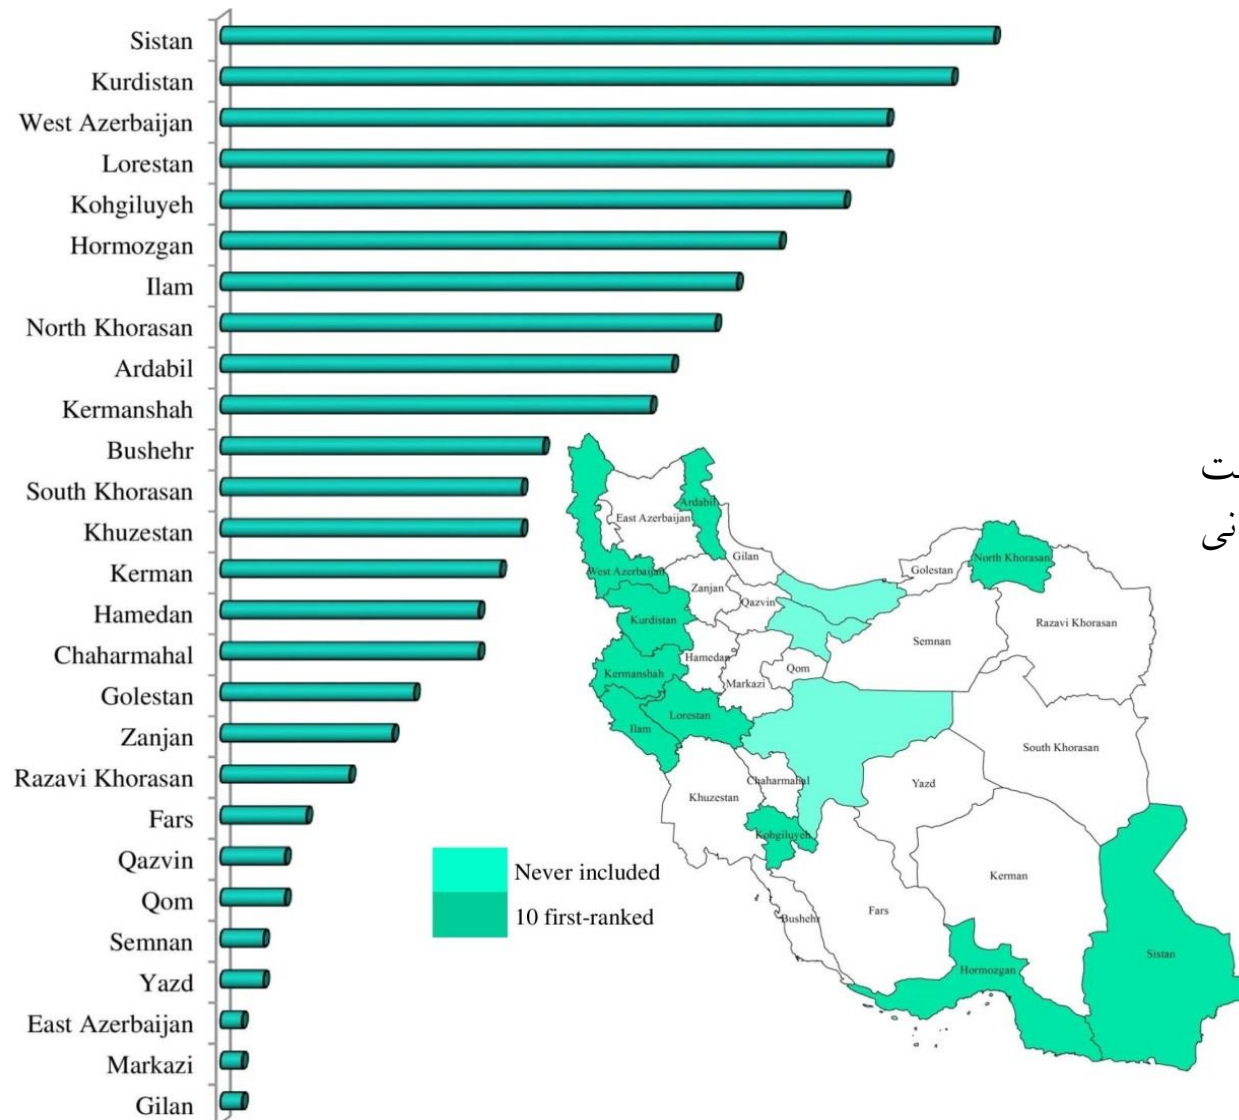 Sistan
Kurdistan
West Azerbaijan
Lorestan
Kohgiluyeh
Hormozgan
Ilam
North Khorasan
Ardabil
Kermanshah
Bushehr
South Khorasan
Khuzestan
Kerman
Hamedan
Chaharmahal
Golestan
Zanjan
Razavi Khorasan
Fars
Qazvin
Qom
Semnan
Yazd
East Azerbaijan
Markazi
Gilan
Ardabil
East Azerbaijan
Gilan
North Khorasan
Golestan
West Azerbaijan
Zanjan
Qazvin
Kurdistan
Razavi Khorasan
Semnan
Hamedan
Qom
Kermanshah
Markazi
Lorestan
Ilam
South Khorasan
Chaharmahal
Yazd
Khuzestan
Kohgiluyeh
Kerman
Fars
Bushehr
Sistan
Hormozgan
Never included
10 first-ranked